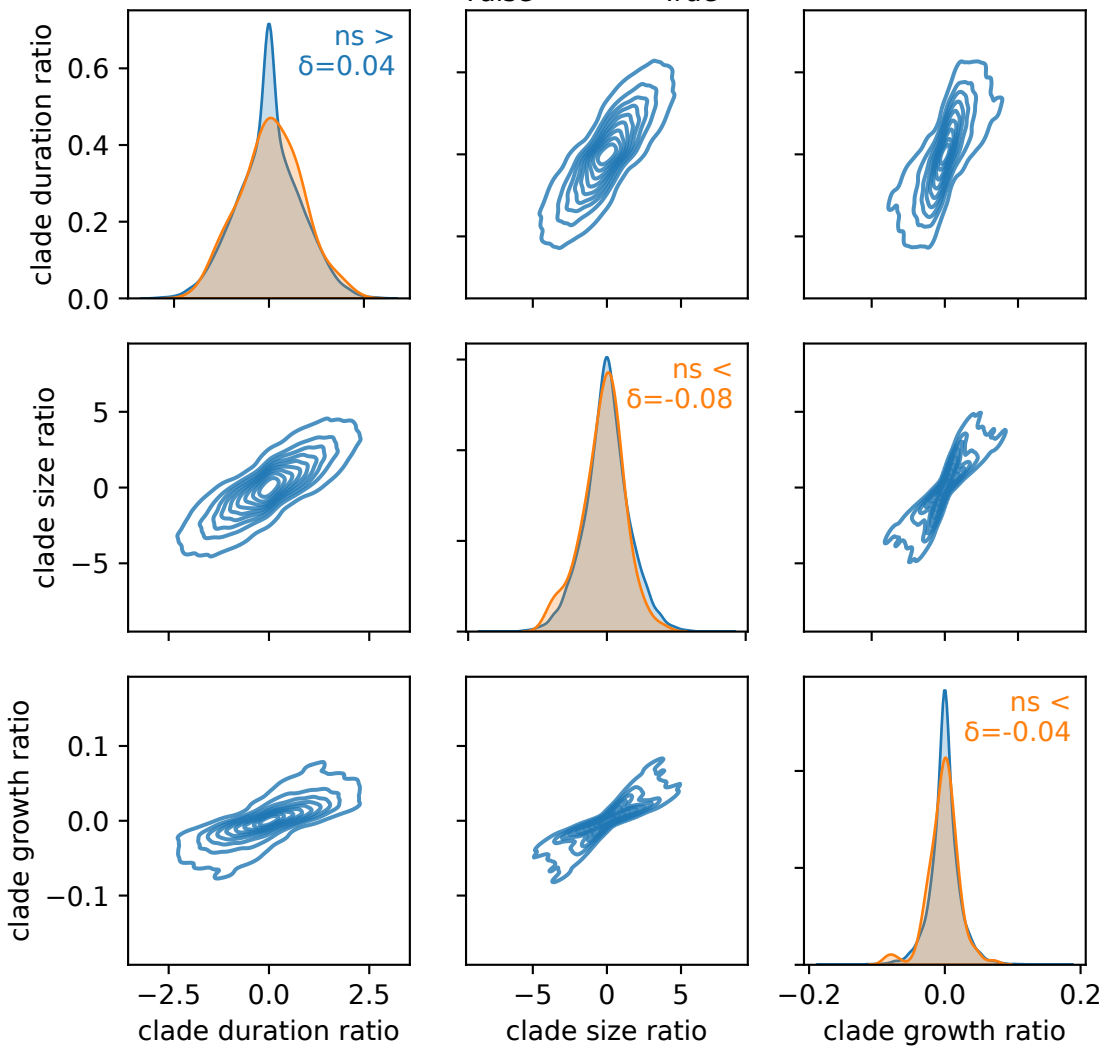 clade duration ratio
0.6
0.4
0.2
0.0
ns >
δ=0.04
clade size ratio
5
0
−5
ns <
δ=-0.08
clade growth ratio
0.1
0.0
−0.1
ns <
δ=-0.04
−2.5 0.0 2.5
clade duration ratio
−5 0 5
clade size ratio
−0.2 0.0 0.2
clade growth ratio